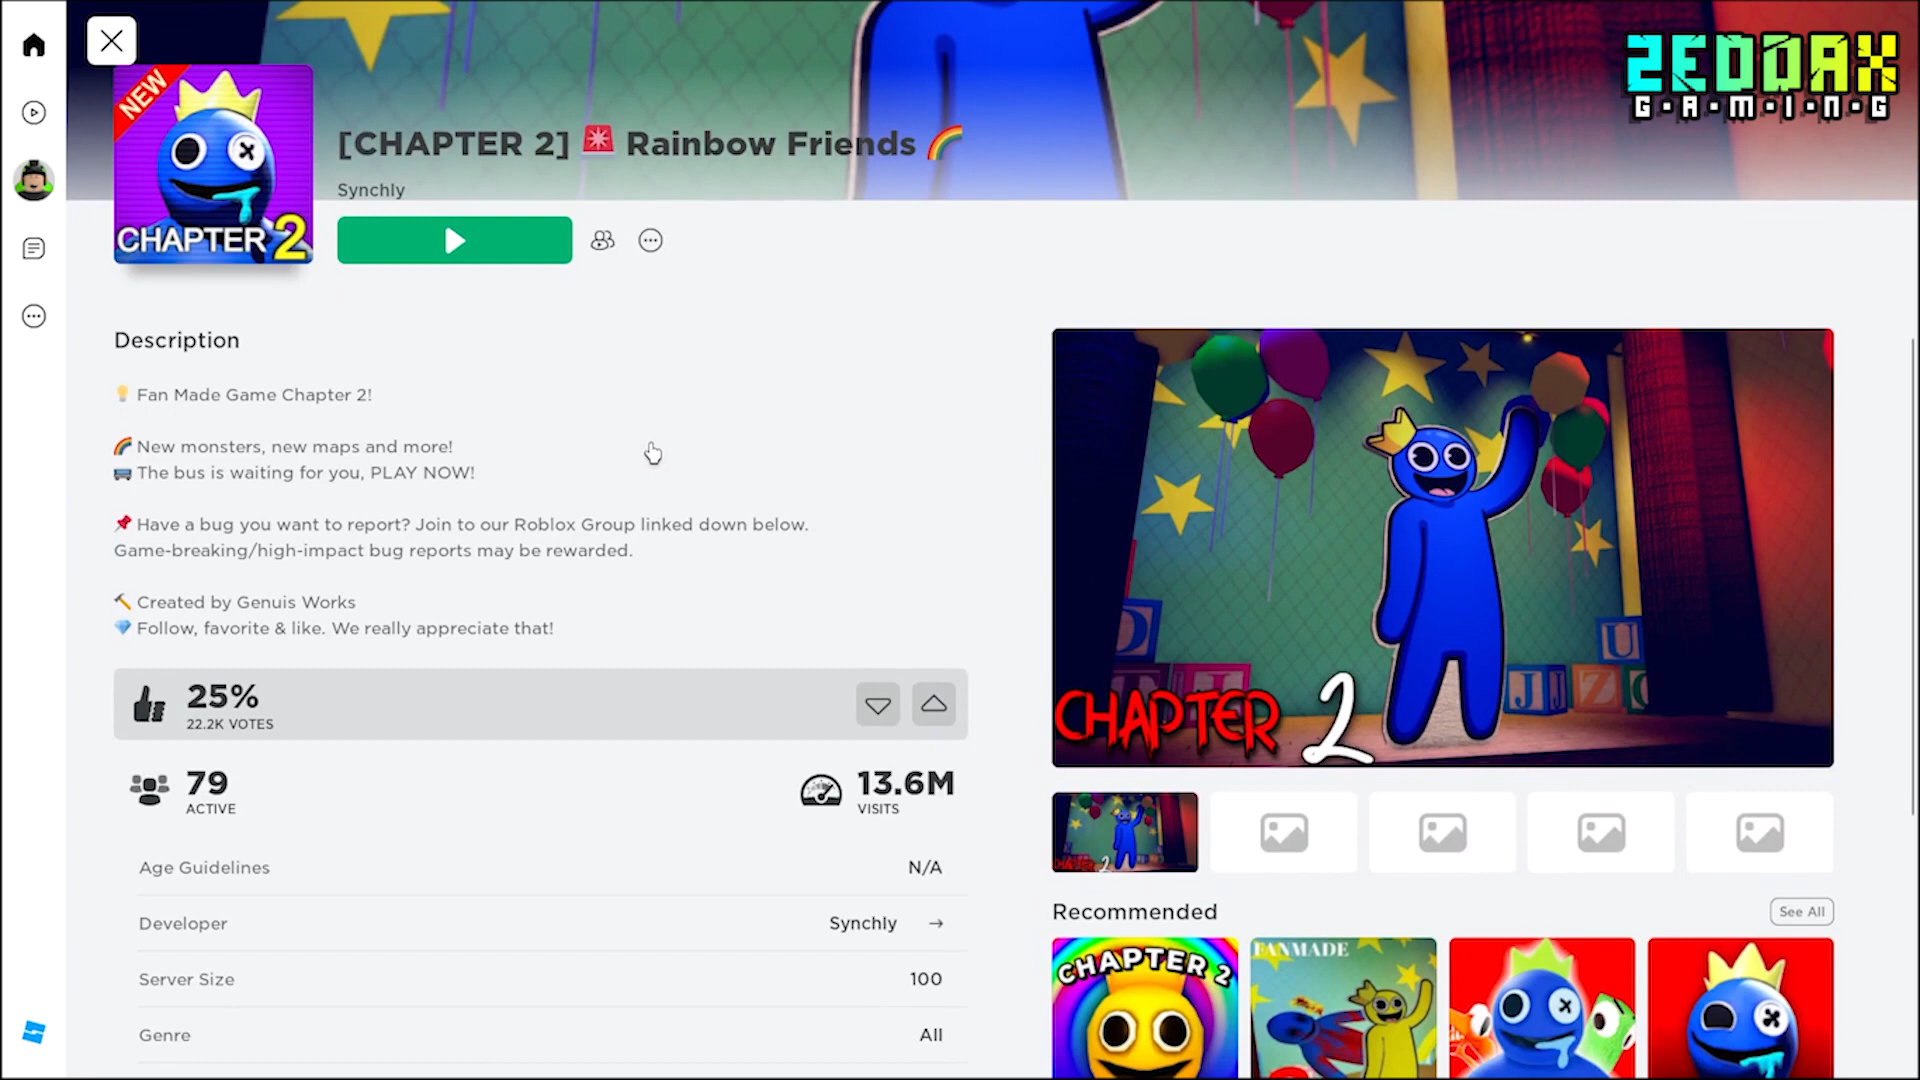 ZEDDAX
G·A·M·I·N·G
NEW
CHAPTER 2
[CHAPTER 2] 🚨 Rainbow Friends 🌈
Synchly
Description
💡 Fan Made Game Chapter 2!
🌈 New monsters, new maps and more!
🚌 The bus is waiting for you, PLAY NOW!
📌 Have a bug you want to report? Join to our Roblox Group linked down below.
Game-breaking/high-impact bug reports may be rewarded.
🔨 Created by Genuis Works
💎 Follow, favorite & like. We really appreciate that!
25%
22.2K VOTES
79
ACTIVE
13.6M
VISITS
Age Guidelines N/A
Developer Synchly →
Server Size 100
Genre All
U
JJZ
CHAPTER 2
Recommended
See All
CHAPTER 2
FANMADE